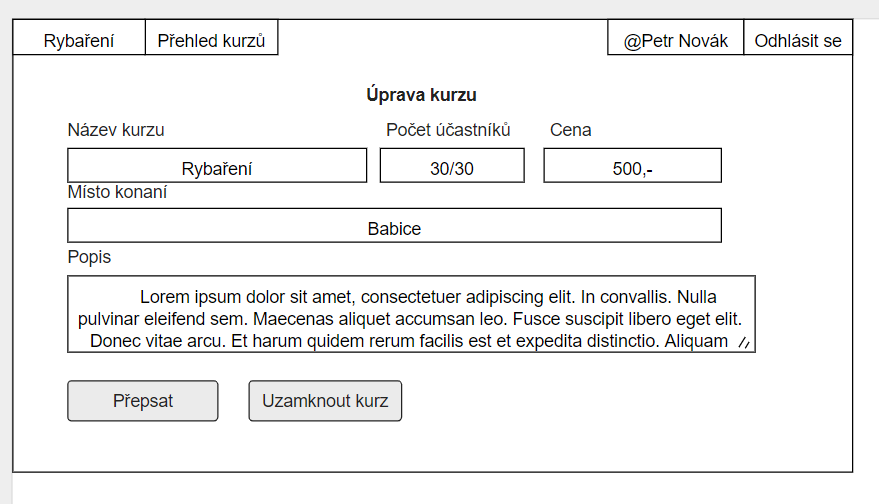 Rybaření Přehled kurzů @Petr Novák Odhlásit se
Úprava kurzu
Název kurzu Počet účastníků Cena
Rybaření 30/30 500,-
Místo konaní
Babice
Popis
Lorem ipsum dolor sit amet, consectetuer adipiscing elit. In convallis. Nulla
pulvinar eleifend sem. Maecenas aliquet accumsan leo. Fusce suscipit libero eget elit.
Donec vitae arcu. Et harum quidem rerum facilis est et expedita distinctio. Aliquam
Přepsat Uzamknout kurz